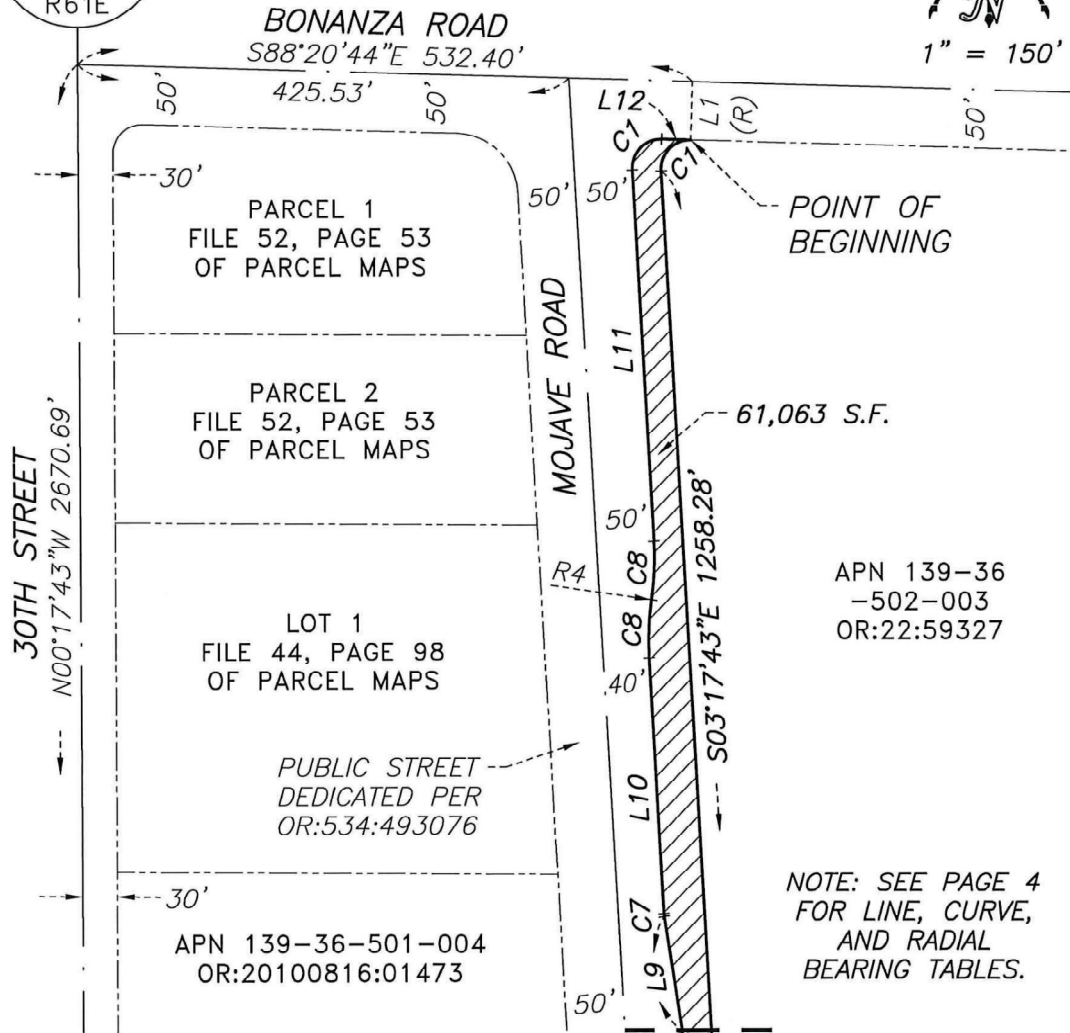 R61E
BONANZA ROAD
S88°20'44"E 532.40'
425.53'
50'
50'
N
1" = 150'
L12
L1
(R)
50'
C1
C1
30'
50'
50'
POINT OF
BEGINNING
PARCEL 1
FILE 52, PAGE 53
OF PARCEL MAPS
MOJAVE ROAD
L11
PARCEL 2
FILE 52, PAGE 53
OF PARCEL MAPS
61,063 S.F.
30TH STREET
N00°17'43"W 2670.69'
50'
C8
R4
C8
40'
S03°17'43"E 1258.28'
APN 139-36
-502-003
OR:22:59327
LOT 1
FILE 44, PAGE 98
OF PARCEL MAPS
PUBLIC STREET
DEDICATED PER
OR:534:493076
L10
30'
C7
L9
50'
APN 139-36-501-004
OR:20100816:01473
NOTE: SEE PAGE 4
FOR LINE, CURVE,
AND RADIAL
BEARING TABLES.